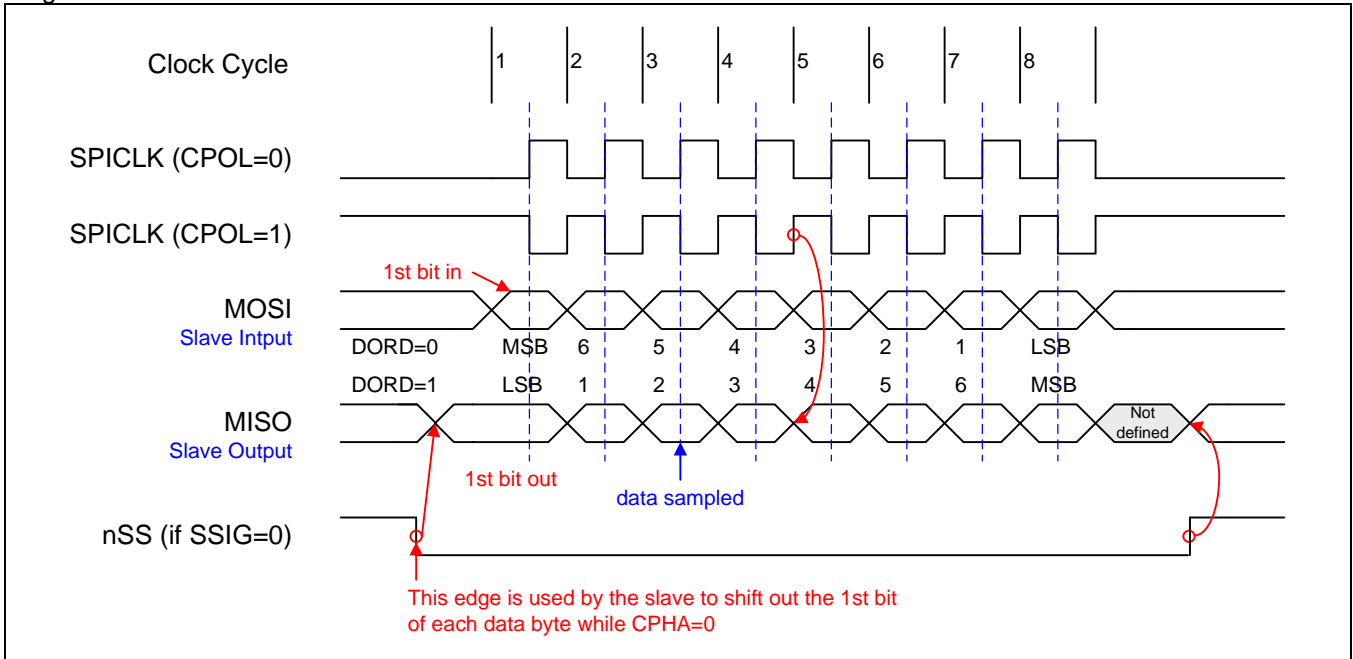 Clock Cycle 1 2 3 4 5 6 7 8
SPICLK (CPOL=0)
SPICLK (CPOL=1)
1st bit in
MOSI
Slave Intput
DORD=0 MSB 6 5 4 3 2 1 LSB
DORD=1 LSB 1 2 3 4 5 6 MSB
MISO
Slave Output
Not
defined
1st bit out
data sampled
nSS (if SSIG=0)
This edge is used by the slave to shift out the 1st bit
of each data byte while CPHA=0